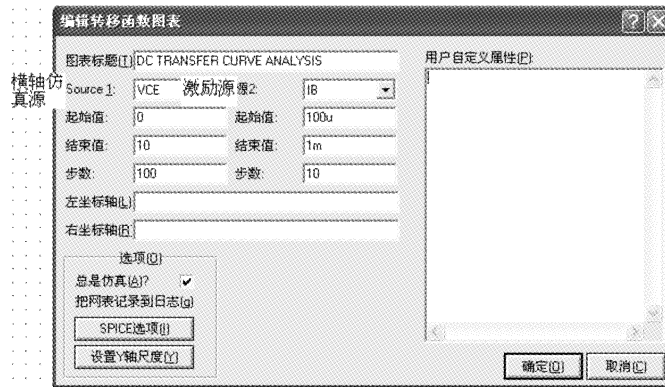 编辑转移函数图表
图表标题(T) DC TRANSFER CURVE ANALYSIS
用户自定义属性(P):
横轴仿
真源
Source 1: VCE 激励源 源2: IB
起始值: 0 起始值: 100u
结束值: 10 结束值: 1m
步数: 100 步数: 10
左坐标轴(L)
右坐标轴(R)
选项(O)
总是仿真(A)?
把网表记录到日志(g)
SPICE选项(I)
设置Y轴尺度(Y)
确定(O) 取消(C)